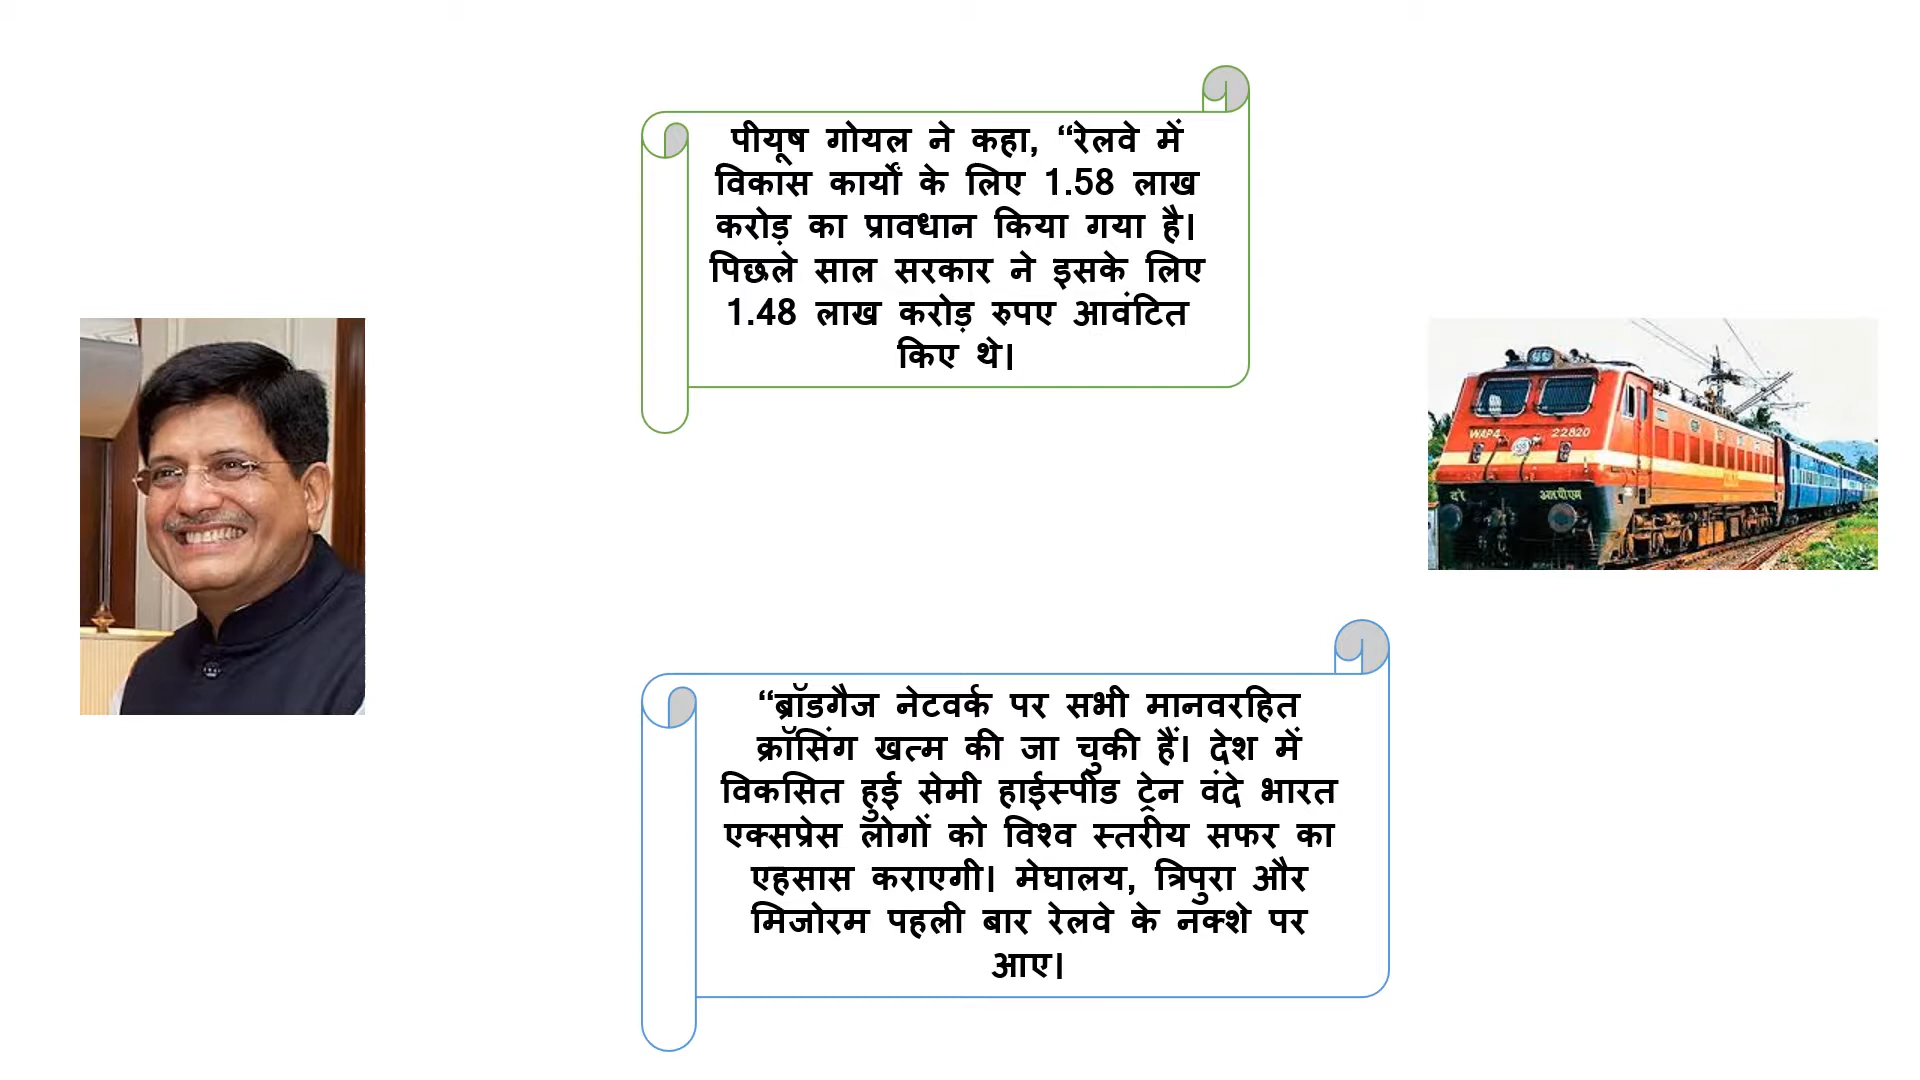 पीयूष गोयल ने कहा, “रेलवे में
विकास कार्यों के लिए 1.58 लाख
करोड़ का प्रावधान किया गया है।
पिछले साल सरकार ने इसके लिए
1.48 लाख करोड़ रुपए आवंटित
किए थे।
WAP4 22820
“ब्रॉडगैज नेटवर्क पर सभी मानवरहित
क्रॉसिंग खत्म की जा चुकी हैं। देश में
विकसित हुई सेमी हाईस्पीड ट्रेन वंदे भारत
एक्सप्रेस लोगों को विश्व स्तरीय सफर का
एहसास कराएगी। मेघालय, त्रिपुरा और
मिजोरम पहली बार रेलवे के नक्शे पर
आए।